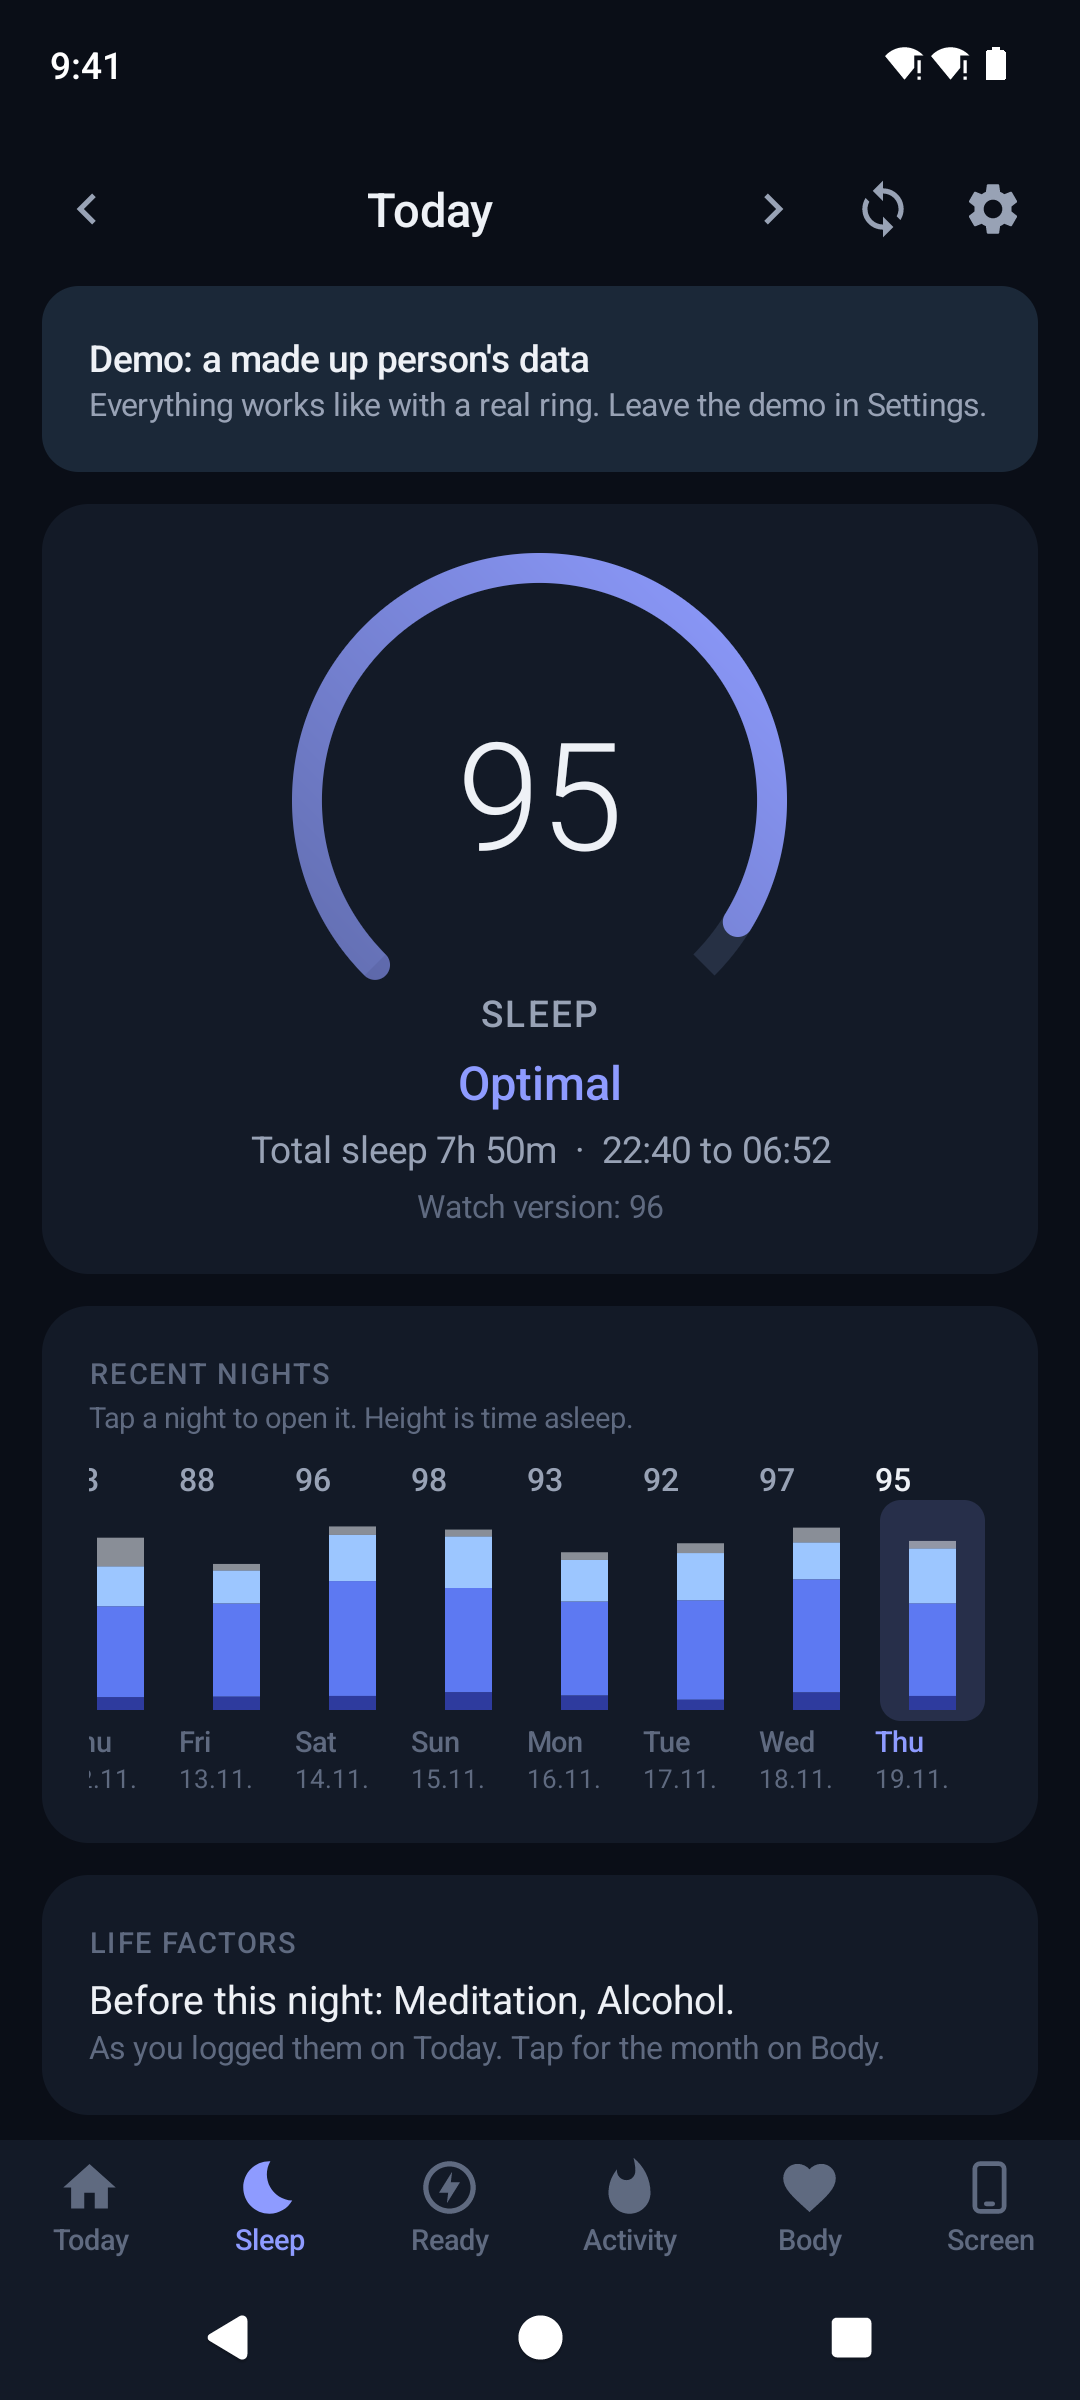 9:41
Today
Demo: a made up person's data
Everything works like with a real ring. Leave the demo in Settings.
95
SLEEP
Optimal
Total sleep 7h 50m · 22:40 to 06:52
Watch version: 96
RECENT NIGHTS
Tap a night to open it. Height is time asleep.
88 96 98 93 92 97 95
Fri Sat Sun Mon Tue Wed Thu
13.11. 14.11. 15.11. 16.11. 17.11. 18.11. 19.11.
LIFE FACTORS
Before this night: Meditation, Alcohol.
As you logged them on Today. Tap for the month on Body.
Today Sleep Ready Activity Body Screen